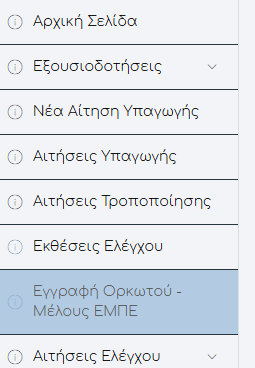 Αρχική Σελίδα
Εξουσιοδοτήσεις
Νέα Αίτηση Υπαγωγής
Αιτήσεις Υπαγωγής
Αιτήσεις Τροποποίησης
Εκθέσεις Ελέγχου
Εγγραφή Ορκωτού -
Μέλους ΕΜΠΕ
Αιτήσεις Ελέγχου